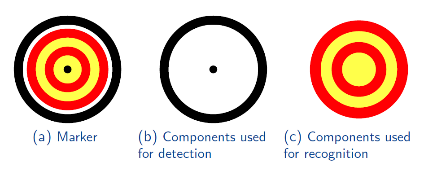 (a) Marker
(b) Components used
for detection
(c) Components used
for recognition